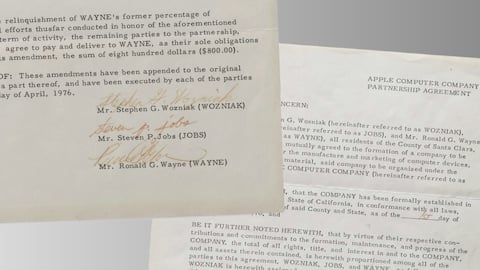 e relinquishment of WAYNE's former percentage of
l efforts thusfar conducted in honor of the aforementioned
term of activity, the remaining parties to the partnership,
agree to pay and deliver to WAYNE, as their sole obligations
is amendment, the sum of eight hundred dollars ($800.00).
OF: These amendments have been appended to the original
a part thereof, and have been executed by each of the parties
day of April, 1976.
Stephen G. Wozniak
Mr. Stephen G. Wozniak (WOZNIAK)
Steven P. Jobs
Mr. Steven P. Jobs (JOBS)
Mr. Ronald G. Wayne (WAYNE)
APPLE COMPUTER COMPANY
PARTNERSHIP AGREEMENT
NCERN:
n G. Wozniak (hereinafter referred to as WOZNIAK),
reinafter referred to as JOBS), and Mr. Ronald G. Wayne
as WAYNE), all residents of the County of Santa Clara,
mutually agreed to the formation of a company to be
r the manufacture and marketing of computer devices,
material, said company to be organized under the
E COMPUTER COMPANY (hereinafter referred to as
that the COMPANY has been formally established in
State of California, in conformance with all laws,
of said County and State, as of the day of
and
BE IT FURTHER NOTED HEREWITH, that by virtue of their respective con-
tributions and commitments to the formation, maintenance, and progress of the
COMPANY, the total of all rights, title, and interest in and to the COMPANY,
and all assets therein contained, is herewith proportioned among all of the
parties to this agreement, WOZNIAK, JOBS, and WAYNE
WOZNIAK is herewith